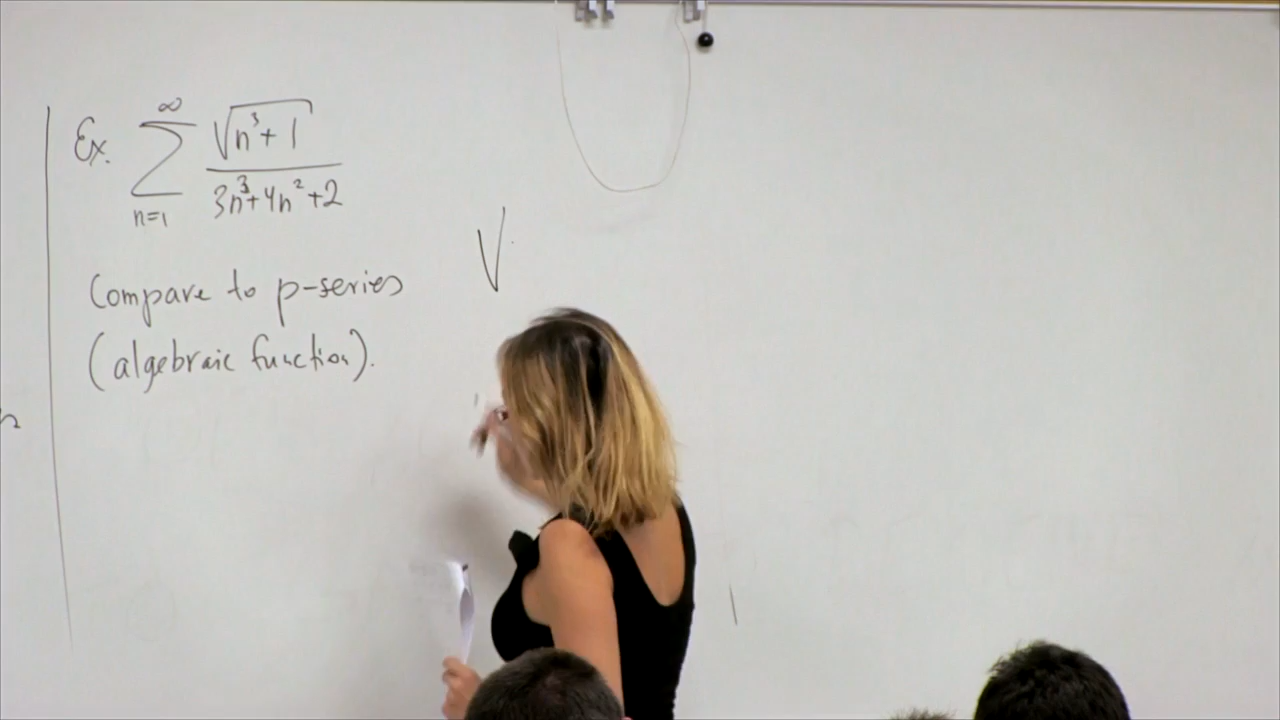 Ex. ∞ ∑ n=1 √(n³+1) / (3n³+4n²+2)
Compare to p-series
(algebraic function).